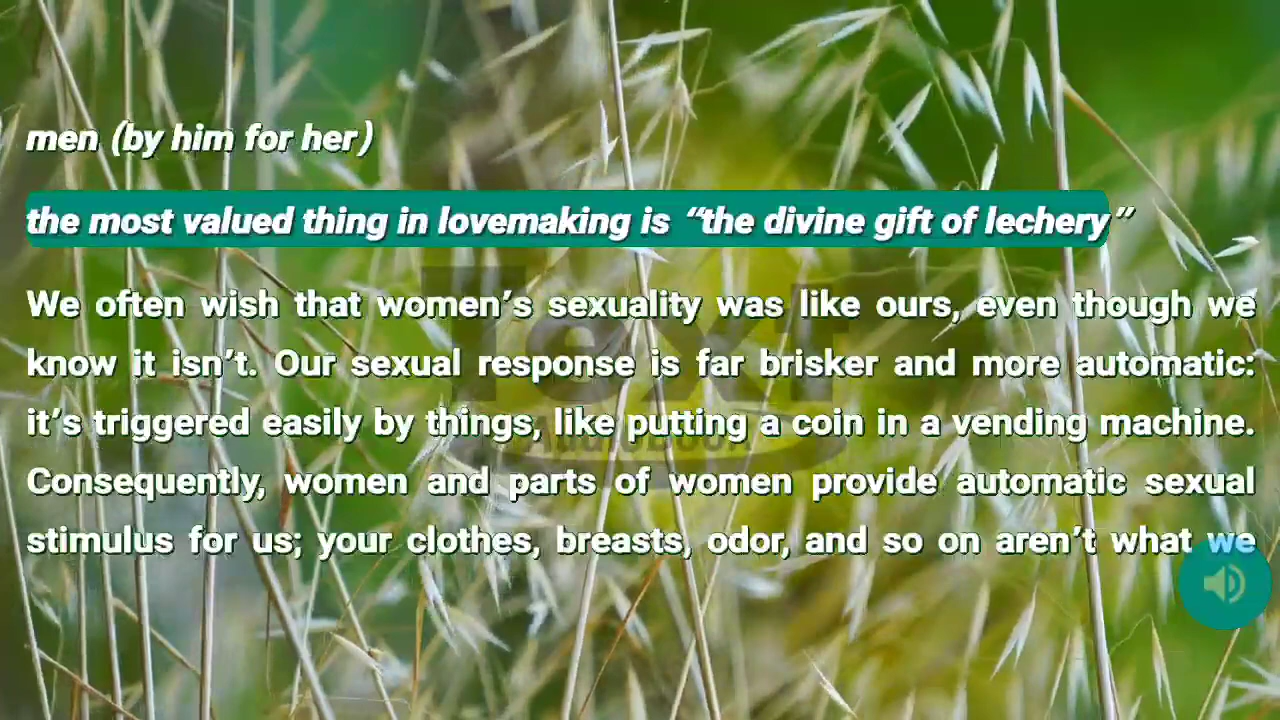 men (by him for her)
the most valued thing in lovemaking is “the divine gift of lechery”
We often wish that women’s sexuality was like ours, even though we
know it isn’t. Our sexual response is far brisker and more automatic:
it’s triggered easily by things, like putting a coin in a vending machine.
Consequently, women and parts of women provide automatic sexual
stimulus for us; your clothes, breasts, odor, and so on aren’t what we
Text